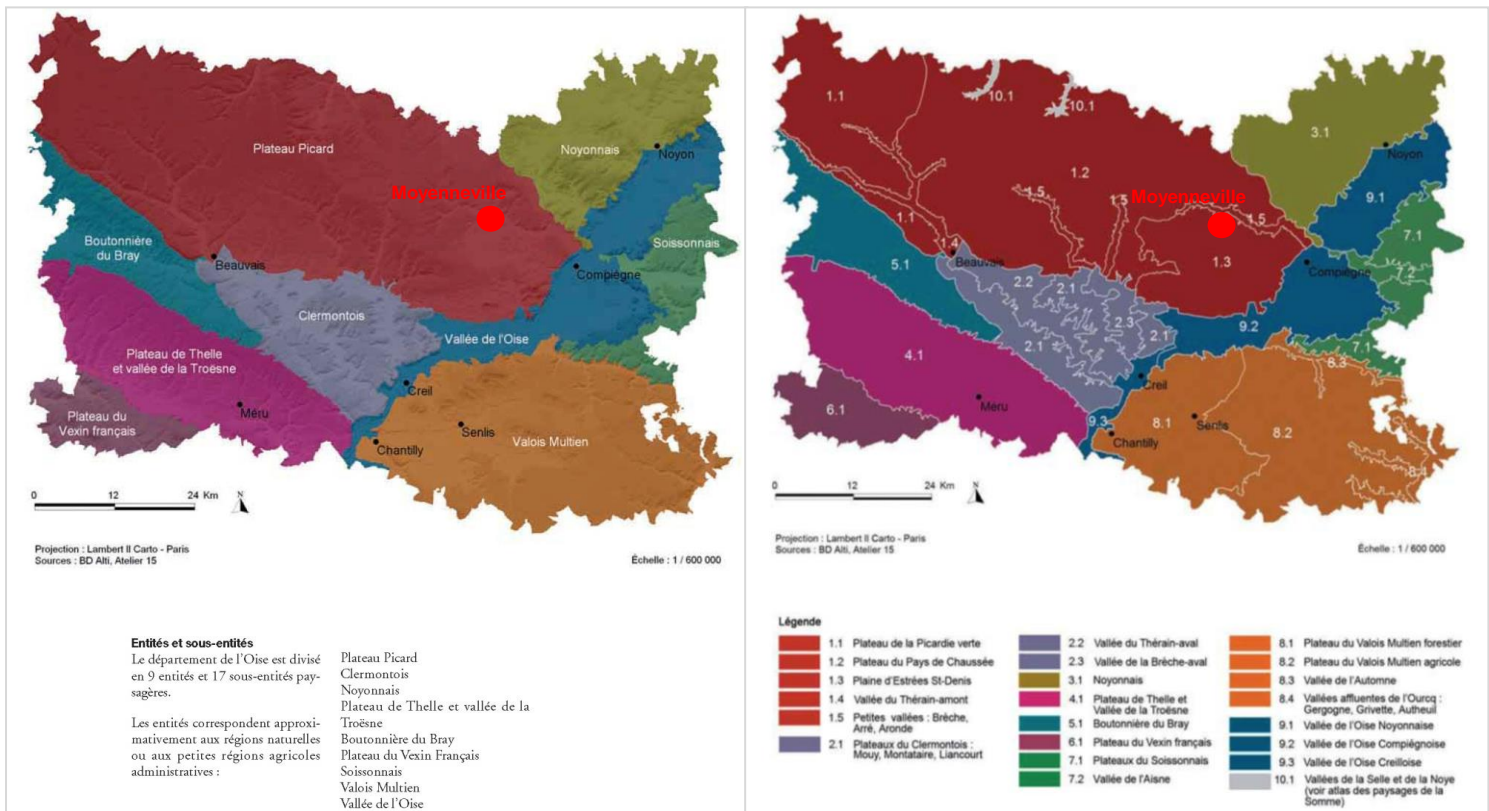 Plateau Picard
Noyonnais
Noyon
Moyenneville
Soissonnais
Boutonnière
du Bray
Beauvais
Compiègne
Clermontois
Vallée de l'Oise
Plateau de Thelle
et vallée de la Troësne
Creil
Méru
Plateau du
Vexin français
Senlis
Chantilly
Valois Multien
0 12 24 Km
N
Projection : Lambert II Carto - Paris
Sources : BD Alti, Atelier 15
Échelle : 1 / 600 000
Entités et sous-entités
Le département de l'Oise est divisé
en 9 entités et 17 sous-entités pay-
sagères.
Les entités correspondent approxi-
mativement aux régions naturelles
ou aux petites régions agricoles
administratives :
Plateau Picard
Clermontois
Noyonnais
Plateau de Thelle et vallée de la
Troësne
Boutonnière du Bray
Plateau du Vexin Français
Soissonnais
Valois Multien
Vallée de l'Oise
1.1
10.1
10.1
3.1
Noyon
1.2
1.5
1.5
Moyenneville
9.1
1.1
1.5
7.1
1.4
Beauvais
1.3
Compiègne
7.2
5.1
2.2
2.1
2.3
9.2
2.1
2.1
7.1
4.1
8.3
Creil
6.1
Méru
9.3
8.1
Senlis
8.2
Chantilly
8.4
0 12 24 Km
N
Projection : Lambert II Carto - Paris
Sources : BD Alti, Atelier 15
Échelle : 1 / 600 000
Légende
1.1 Plateau de la Picardie verte
1.2 Plateau du Pays de Chaussée
1.3 Plaine d'Estrées St-Denis
1.4 Vallée du Thérain-amont
1.5 Petites vallées : Brèche,
Arré, Aronde
2.1 Plateaux du Clermontois :
Mouy, Montataire, Liancourt
2.2 Vallée du Thérain-aval
2.3 Vallée de la Brèche-aval
3.1 Noyonnais
4.1 Plateau de Thelle et
Vallée de la Troësne
5.1 Boutonnière du Bray
6.1 Plateau du Vexin français
7.1 Plateaux du Soissonnais
7.2 Vallée de l'Aisne
8.1 Plateau du Valois Multien forestier
8.2 Plateau du Valois Multien agricole
8.3 Vallée de l'Automne
8.4 Vallées affluentes de l'Ourcq :
Gergogne, Grivette, Autheuil
9.1 Vallée de l'Oise Noyonnaise
9.2 Vallée de l'Oise Compiégnoise
9.3 Vallée de l'Oise Creilloise
10.1 Vallées de la Selle et de la Noye
(voir atlas des paysages de la
Somme)